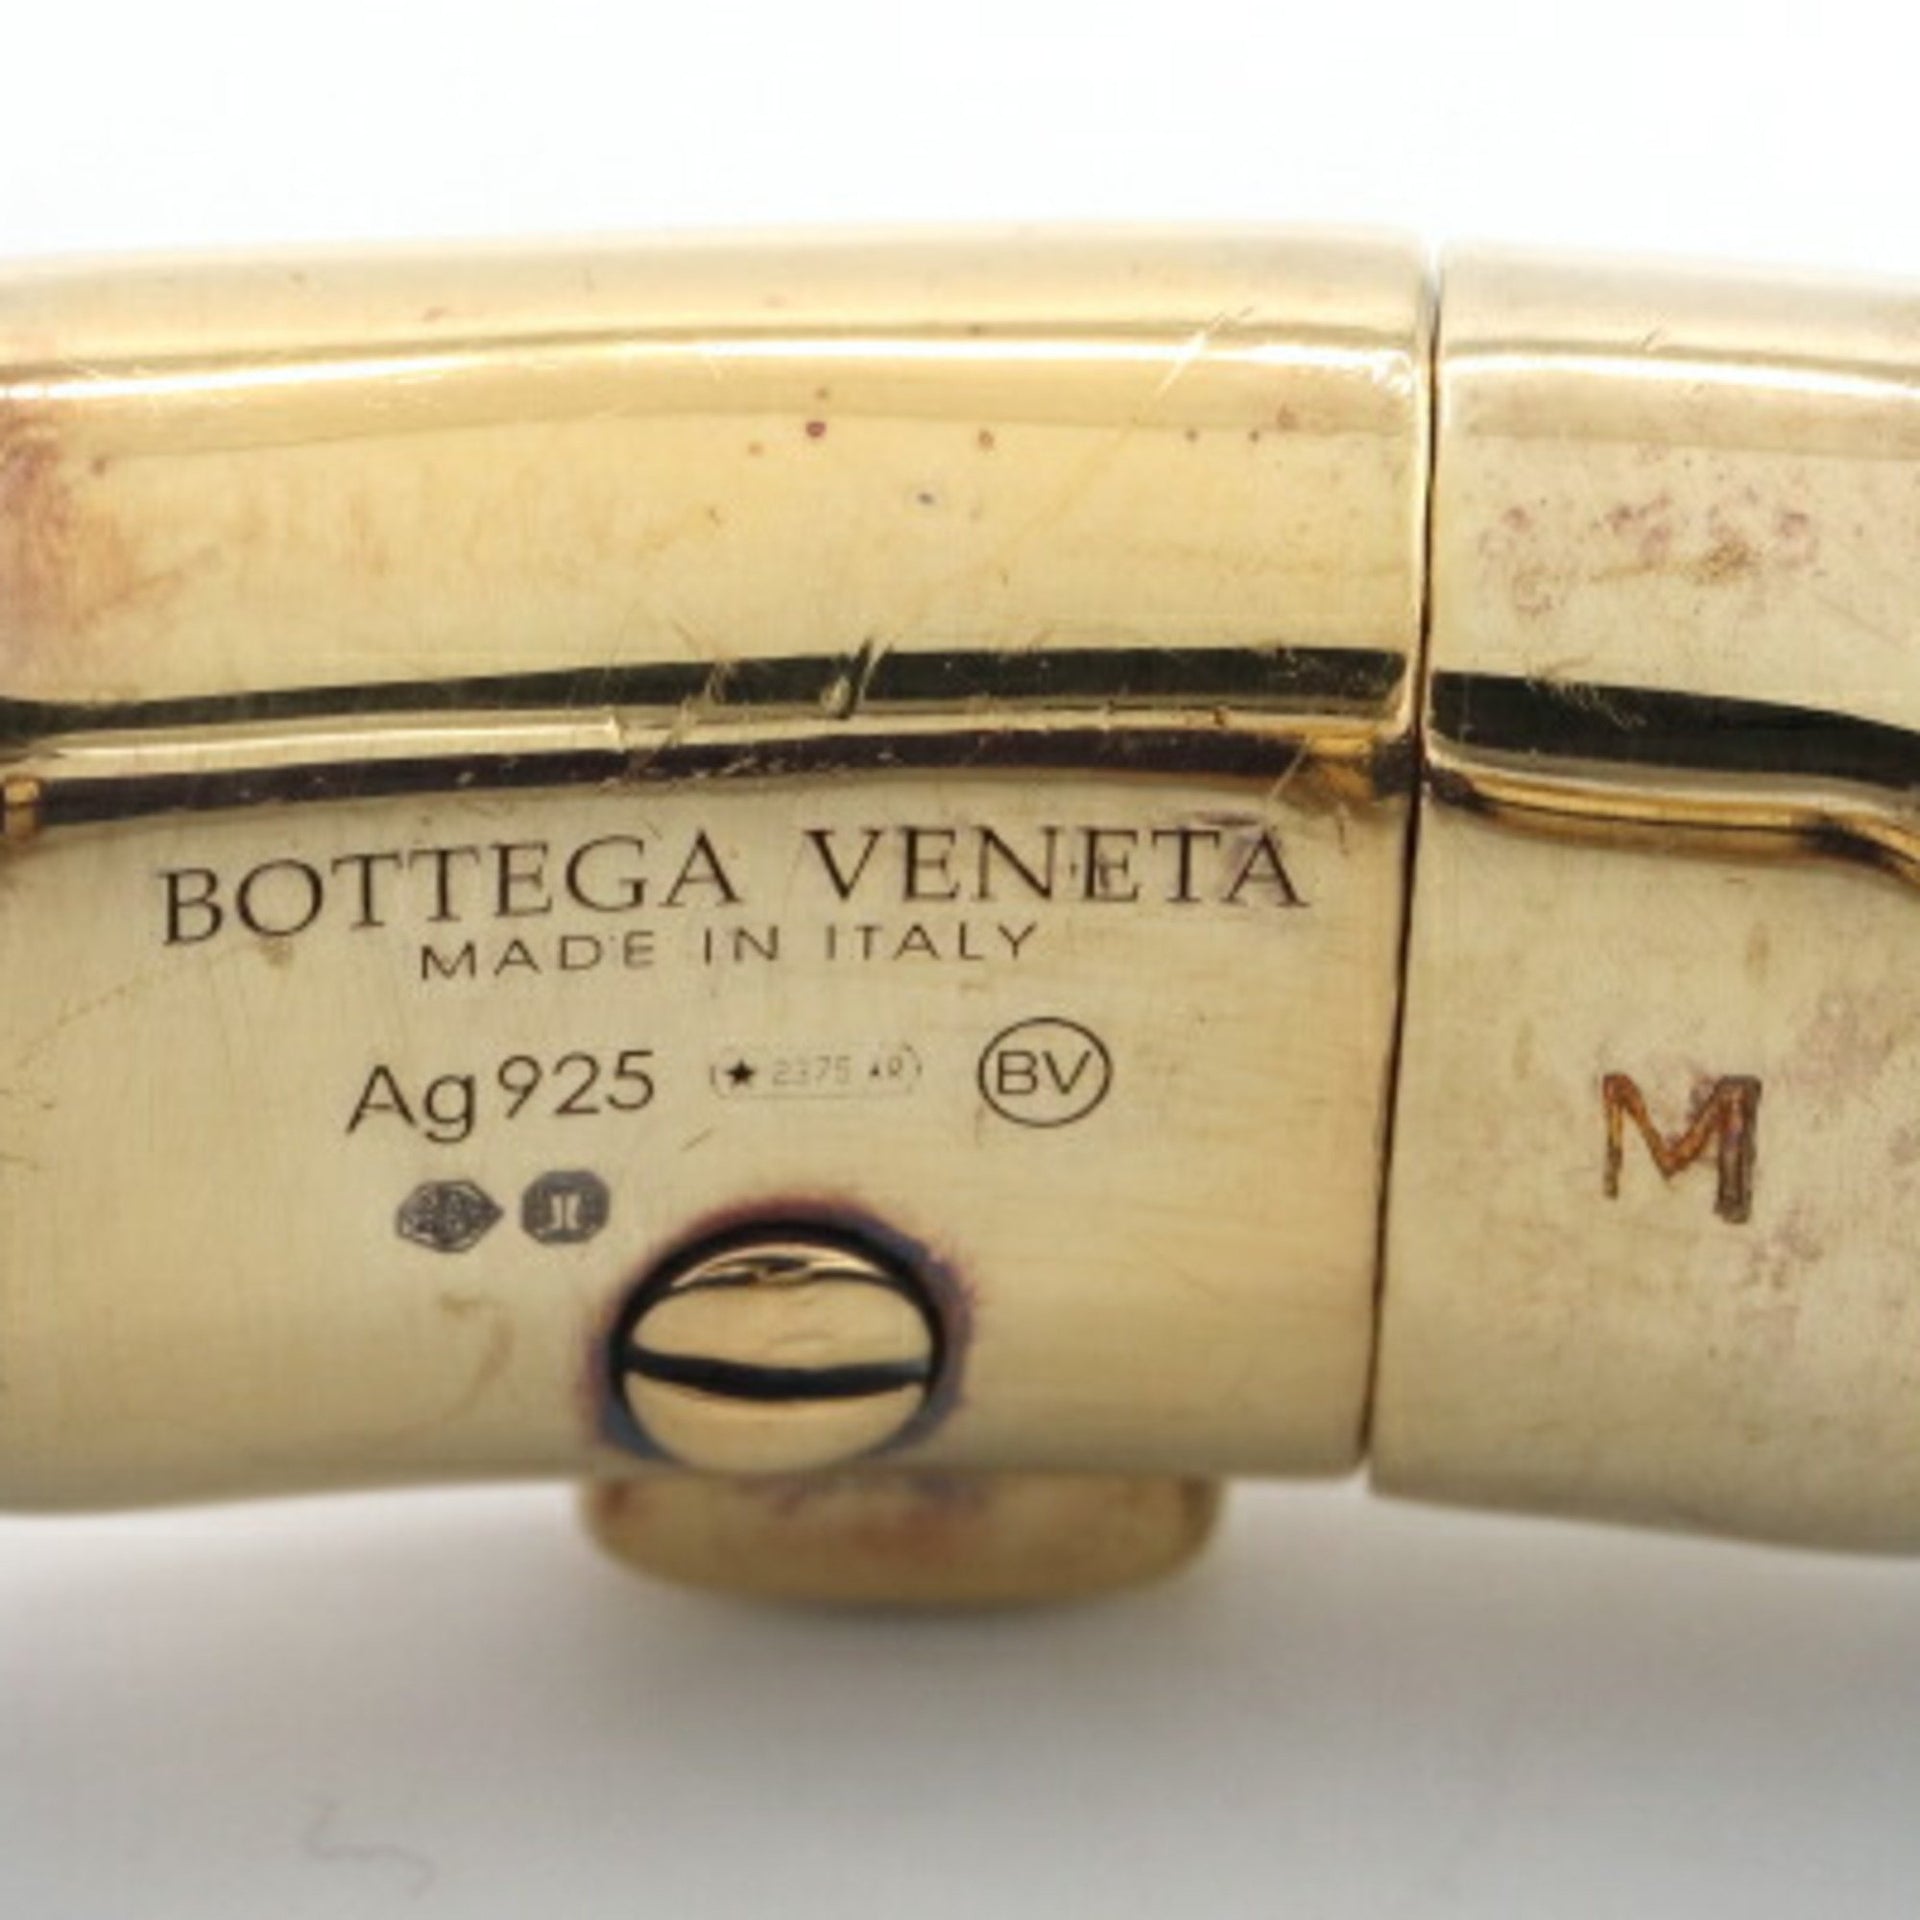 BOTTEGA VENETA
MADE IN ITALY
Ag925 ★ 2375 AR BV
M